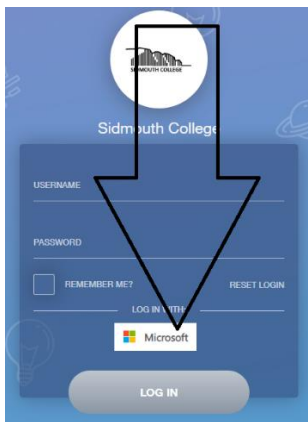 SIDMOUTH COLLEGE
Sidmouth College
USERNAME
PASSWORD
REMEMBER ME?
RESET LOGIN
LOG IN WITH
Microsoft
LOG IN